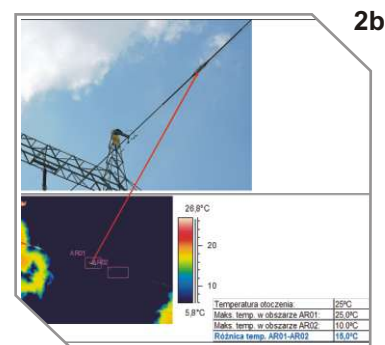 2b
26,8°C
20
10
5,8°C
AR01
AR02
Temperatura otoczenia: 25ºC
Maks. temp. w obszarze AR01: 25,0ºC
Maks. temp. w obszarze AR02: 10.0ºC
Różnica temp. AR01-AR02 15,0ºC